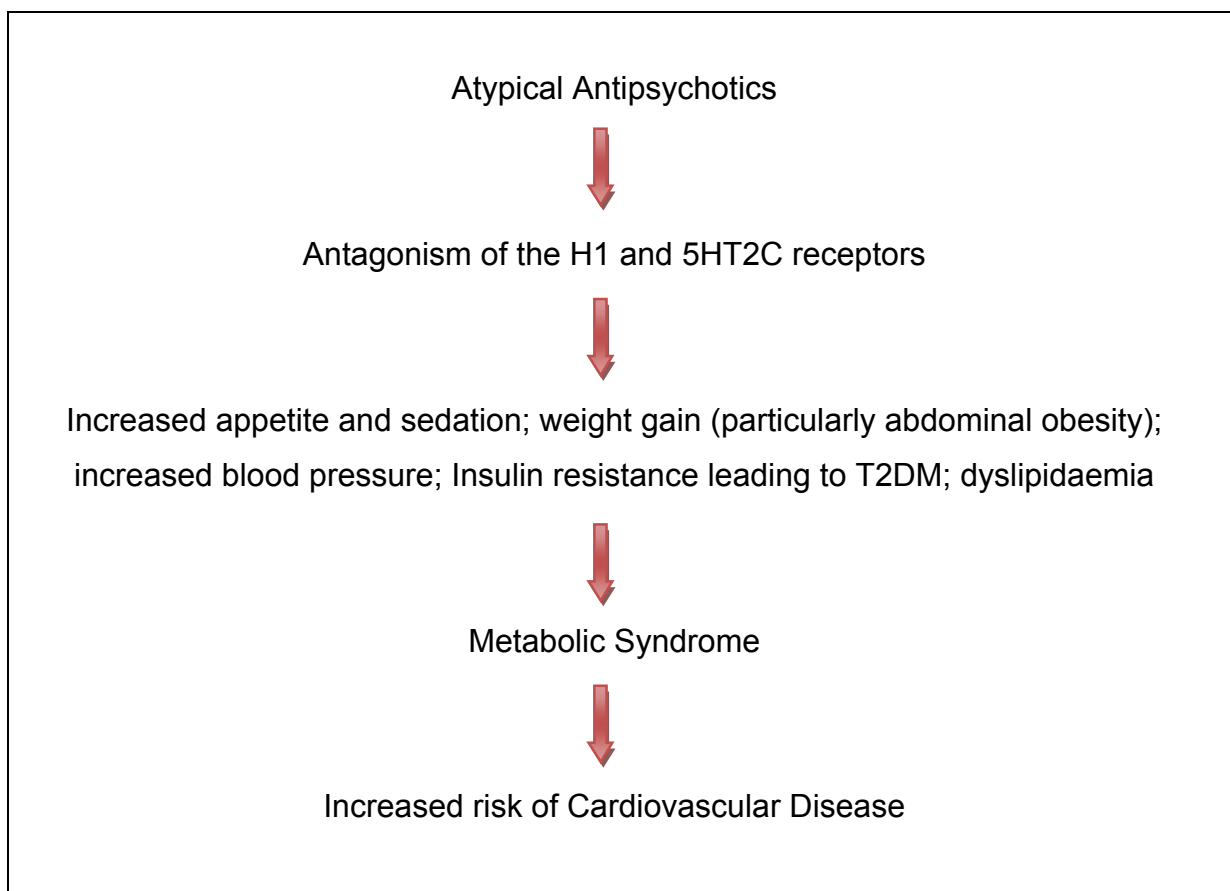 Atypical Antipsychotics
Antagonism of the H1 and 5HT2C receptors
Increased appetite and sedation; weight gain (particularly abdominal obesity);
increased blood pressure; Insulin resistance leading to T2DM; dyslipidaemia
Metabolic Syndrome
Increased risk of Cardiovascular Disease